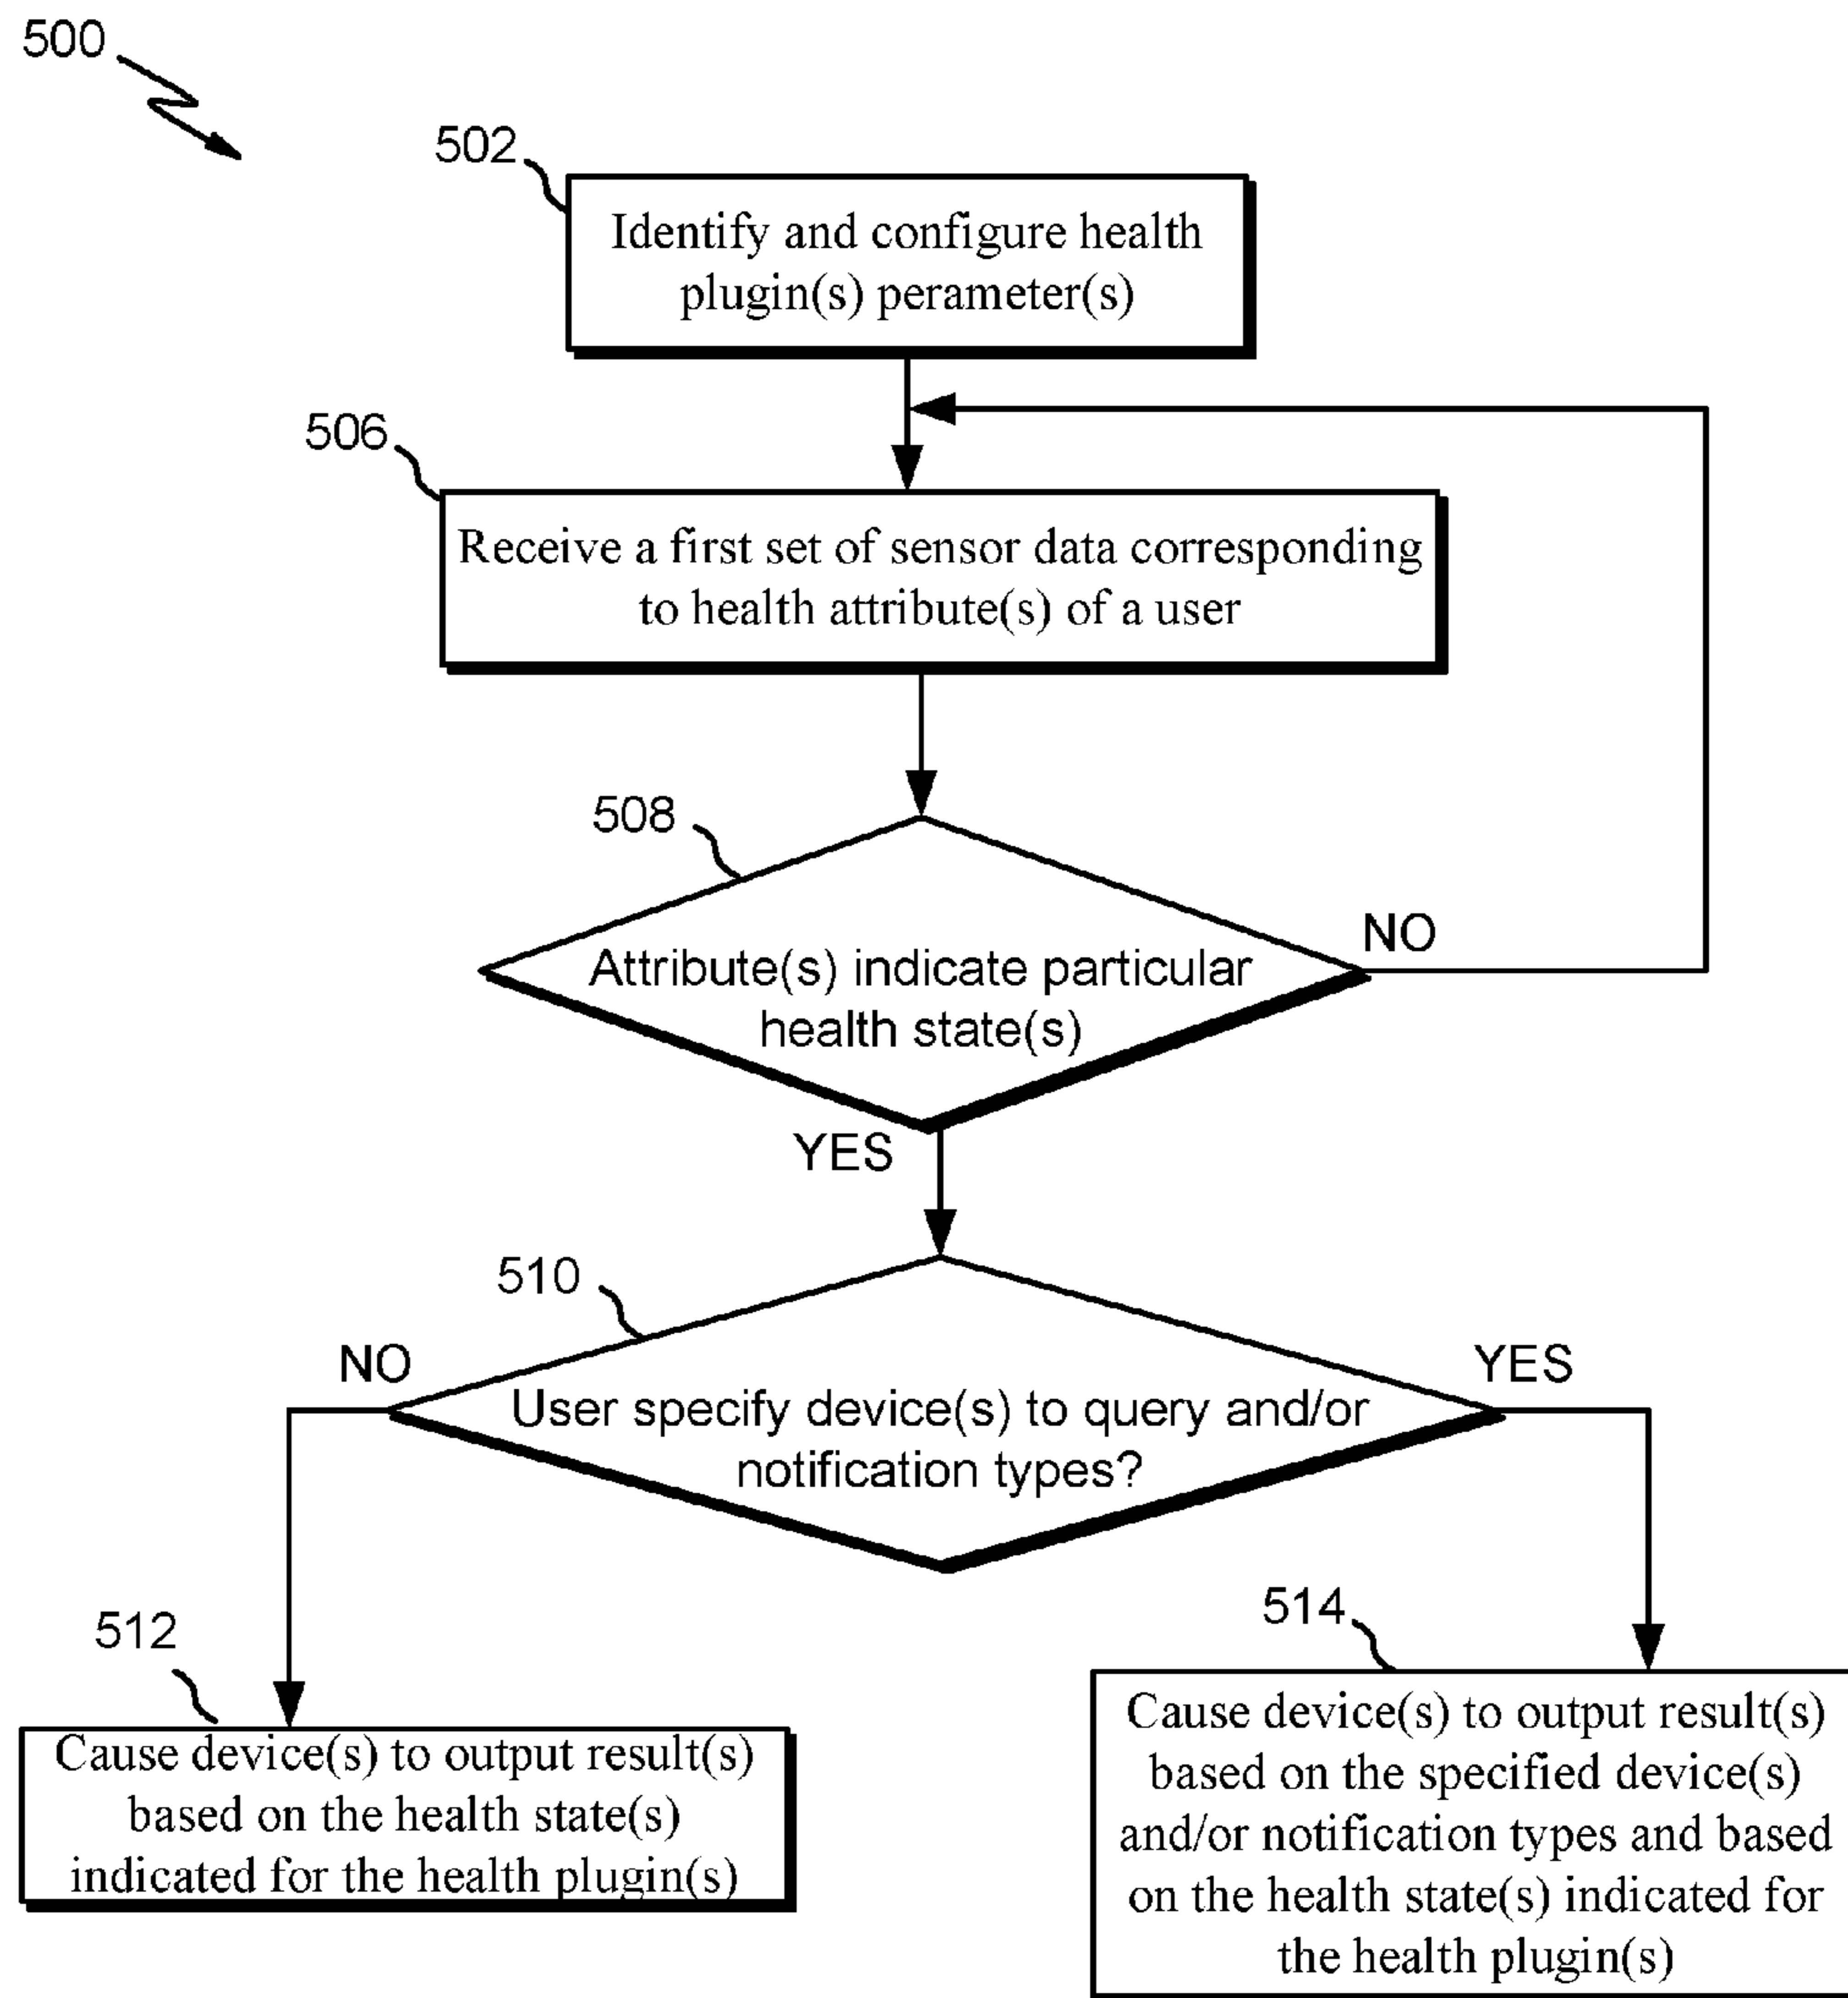 500
502
Identify and configure health
plugin(s) perameter(s)
506
Receive a first set of sensor data corresponding
to health attribute(s) of a user
508
Attribute(s) indicate particular
health state(s)
NO
YES
510
User specify device(s) to query and/or
notification types?
NO
YES
512
Cause device(s) to output result(s)
based on the health state(s)
indicated for the health plugin(s)
514
Cause device(s) to output result(s)
based on the specified device(s)
and/or notification types and based
on the health state(s) indicated for
the health plugin(s)